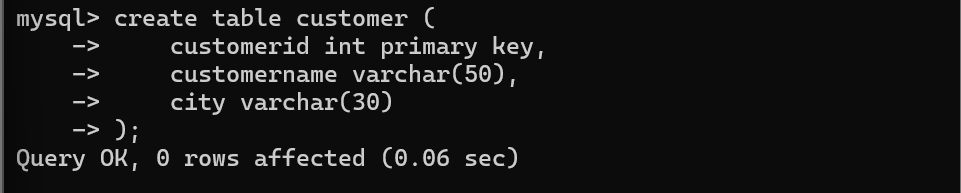 mysql> create table customer (
    ->     customerid int primary key,
    ->     customername varchar(50),
    ->     city varchar(30)
    -> );
Query OK, 0 rows affected (0.06 sec)